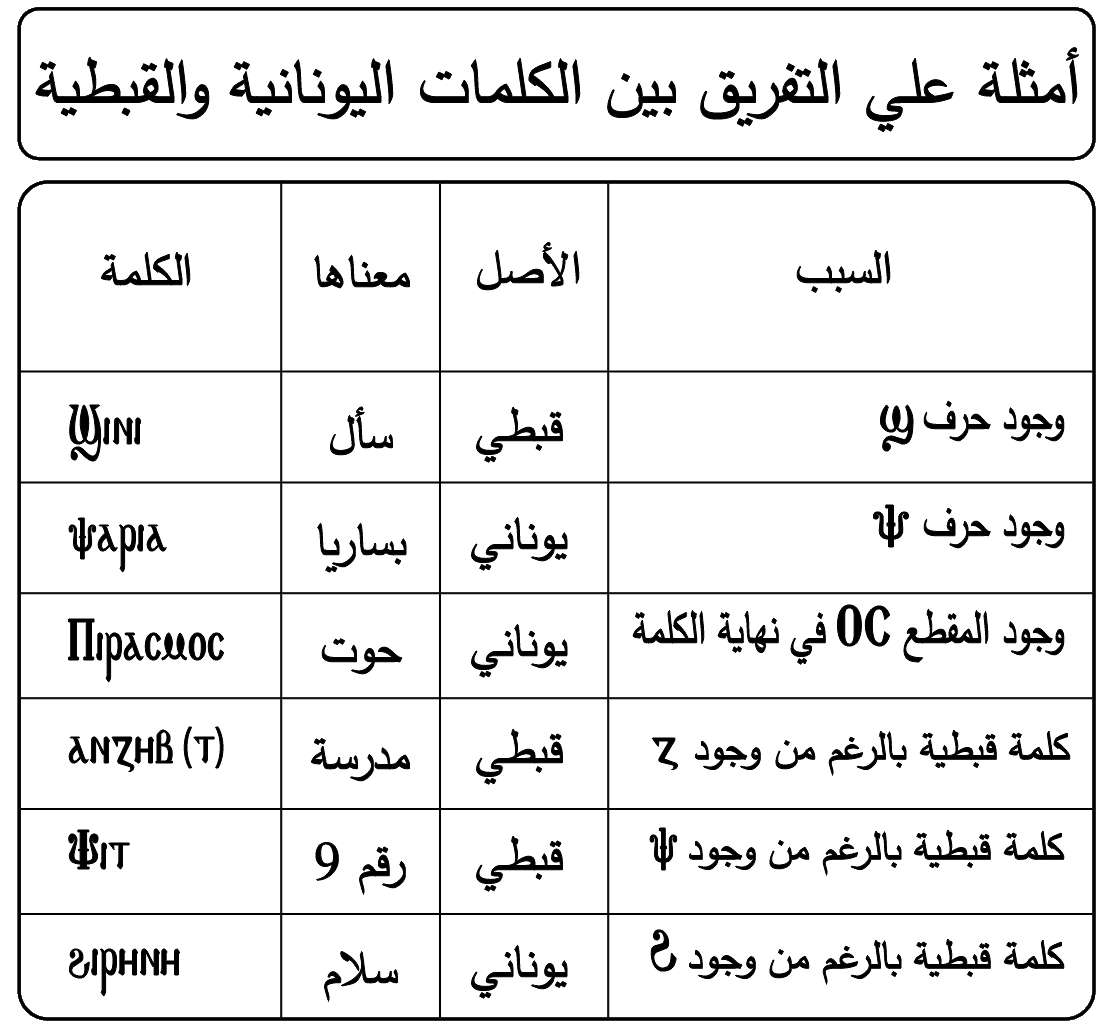 أمثلة علي التفريق بين الكلمات اليونانية والقبطية
الكلمة معناها الأصل السبب
Ϣⲓⲛⲓ سأل قبطي وجود حرف ϣ
ⲯⲁⲣⲓⲁ بساريا يوناني وجود حرف ⲯ
Ⲡⲓⲣⲁⲥⲙⲟⲥ حوت يوناني وجود المقطع ⲞⲤ في نهاية الكلمة
ⲁⲛⲍⲏⲃ (ⲧ) مدرسة قبطي كلمة قبطية بالرغم من وجود ⲍ
Ⲯⲓⲧ رقم 9 قبطي كلمة قبطية بالرغم من وجود ⲯ
ϩⲓⲣⲏⲛⲏ سلام يوناني كلمة قبطية بالرغم من وجود ϩ